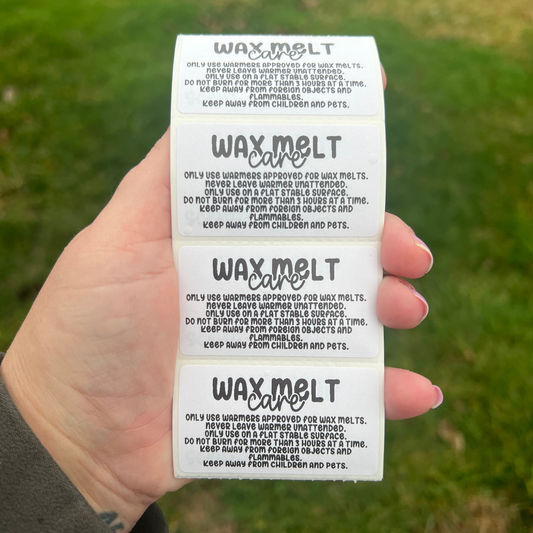 WAX MELT
care
ONLY USE WARMERS APPROVED FOR WAX MELTS.
NEVER LEAVE WARMER UNATTENDED.
ONLY USE ON A FLAT STABLE SURFACE.
DO NOT BURN FOR MORE THAN 3 HOURS AT A TIME.
KEEP AWAY FROM FOREIGN OBJECTS AND
FLAMMABLES.
KEEP AWAY FROM CHILDREN AND PETS.
WAX MELT
care
ONLY USE WARMERS APPROVED FOR WAX MELTS.
NEVER LEAVE WARMER UNATTENDED.
ONLY USE ON A FLAT STABLE SURFACE.
DO NOT BURN FOR MORE THAN 3 HOURS AT A TIME.
KEEP AWAY FROM FOREIGN OBJECTS AND
FLAMMABLES.
KEEP AWAY FROM CHILDREN AND PETS.
WAX MELT
care
ONLY USE WARMERS APPROVED FOR WAX MELTS.
NEVER LEAVE WARMER UNATTENDED.
ONLY USE ON A FLAT STABLE SURFACE.
DO NOT BURN FOR MORE THAN 3 HOURS AT A TIME.
KEEP AWAY FROM FOREIGN OBJECTS AND
FLAMMABLES.
KEEP AWAY FROM CHILDREN AND PETS.
WAX MELT
care
ONLY USE WARMERS APPROVED FOR WAX MELTS.
NEVER LEAVE WARMER UNATTENDED.
ONLY USE ON A FLAT STABLE SURFACE.
DO NOT BURN FOR MORE THAN 3 HOURS AT A TIME.
KEEP AWAY FROM FOREIGN OBJECTS AND
FLAMMABLES.
KEEP AWAY FROM CHILDREN AND PETS.